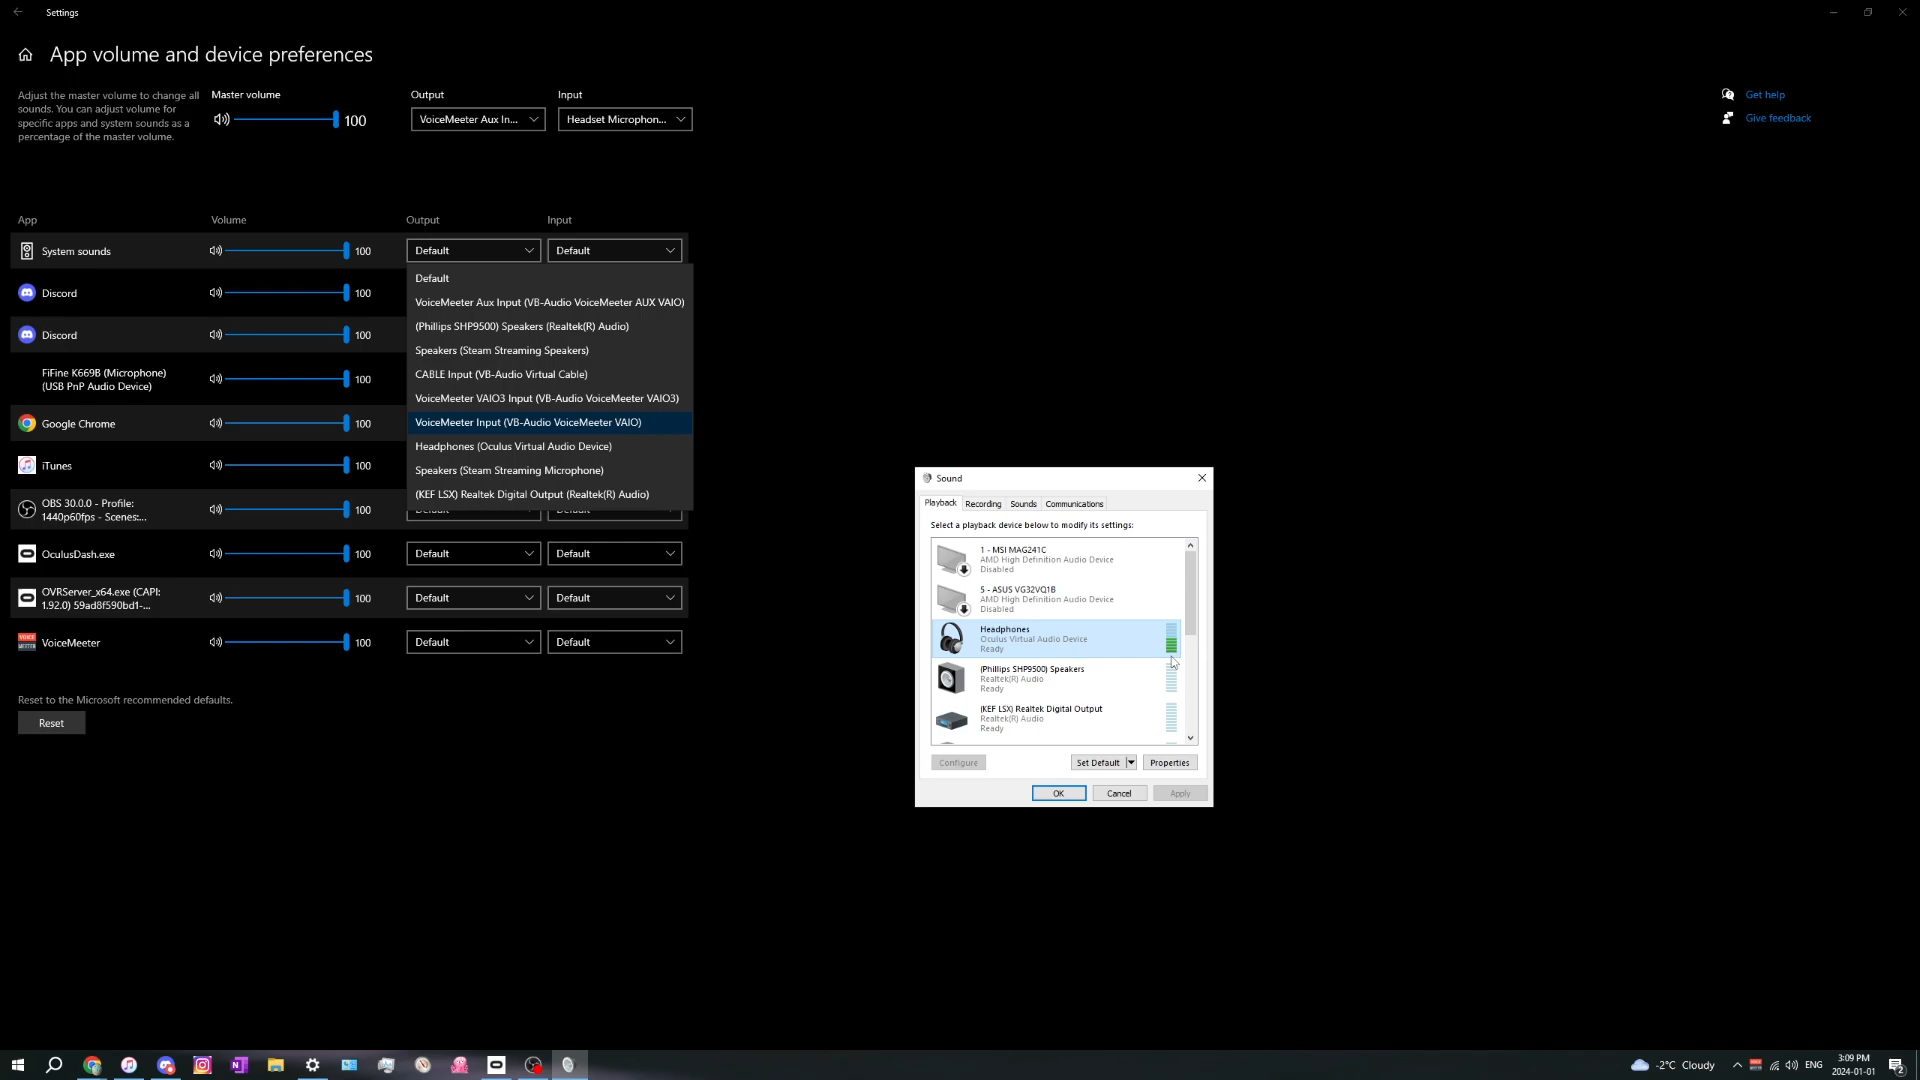 Settings
App volume and device preferences
Adjust the master volume to change all
sounds. You can adjust volume for
specific apps and system sounds as a
percentage of the master volume.
Master volume
100
Output
VoiceMeeter Aux In...
Input
Headset Microphon...
Get help
Give feedback
App
Volume
Output
Input
System sounds
100
Default
Default
Discord
100
Discord
100
FiFine K669B (Microphone)
(USB PnP Audio Device)
100
Google Chrome
100
iTunes
100
OBS 30.0.0 - Profile:
1440p60fps - Scenes:...
100
OculusDash.exe
100
Default
Default
OVRServer_x64.exe (CAPI:
1.92.0) 59ad8f590bd1-...
100
Default
Default
VoiceMeeter
100
Default
Default
Default
VoiceMeeter Aux Input (VB-Audio VoiceMeeter AUX VAIO)
(Phillips SHP9500) Speakers (Realtek(R) Audio)
Speakers (Steam Streaming Speakers)
CABLE Input (VB-Audio Virtual Cable)
VoiceMeeter VAIO3 Input (VB-Audio VoiceMeeter VAIO3)
VoiceMeeter Input (VB-Audio VoiceMeeter VAIO)
Headphones (Oculus Virtual Audio Device)
Speakers (Steam Streaming Microphone)
(KEF LSX) Realtek Digital Output (Realtek(R) Audio)
Reset to the Microsoft recommended defaults.
Reset
Sound
Playback
Recording
Sounds
Communications
Select a playback device below to modify its settings:
1 - MSI MAG241C
AMD High Definition Audio Device
Disabled
5 - ASUS VG32VQ1B
AMD High Definition Audio Device
Disabled
Headphones
Oculus Virtual Audio Device
Ready
(Phillips SHP9500) Speakers
Realtek(R) Audio
Ready
(KEF LSX) Realtek Digital Output
Realtek(R) Audio
Ready
Configure
Set Default
Properties
OK
Cancel
Apply
-2°C Cloudy
ENG
3:09 PM
2024-01-01
2